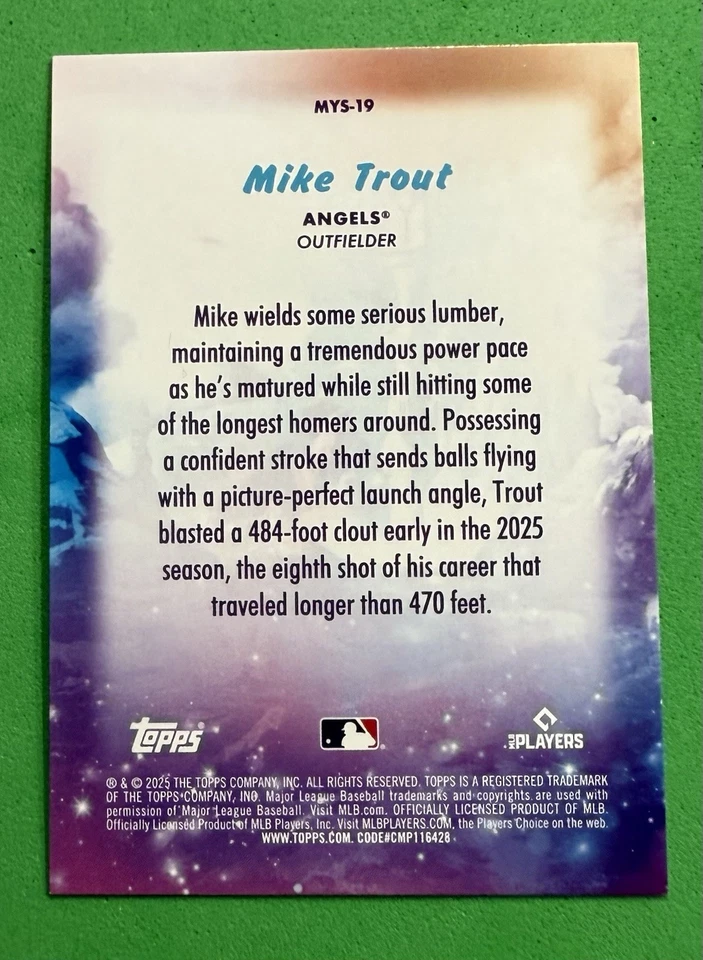 MYS-19
Mike Trout
ANGELS®
OUTFIELDER
Mike wields some serious lumber,
maintaining a tremendous power pace
as he's matured while still hitting some
of the longest homers around. Possessing
a confident stroke that sends balls flying
with a picture-perfect launch angle, Trout
blasted a 484-foot clout early in the 2025
season, the eighth shot of his career that
traveled longer than 470 feet.
Topps
MLB PLAYERS
® & © 2025 THE TOPPS COMPANY, INC. ALL RIGHTS RESERVED. TOPPS IS A REGISTERED TRADEMARK
OF THE TOPPS COMPANY, INC. Major League Baseball trademarks and copyrights are used with
permission of Major League Baseball. Visit MLB.com. OFFICIALLY LICENSED PRODUCT OF MLB.
Officially Licensed Product of MLB Players, Inc. Visit MLBPLAYERS.COM, the Players Choice on the web.
WWW.TOPPS.COM. CODE#CMP116428